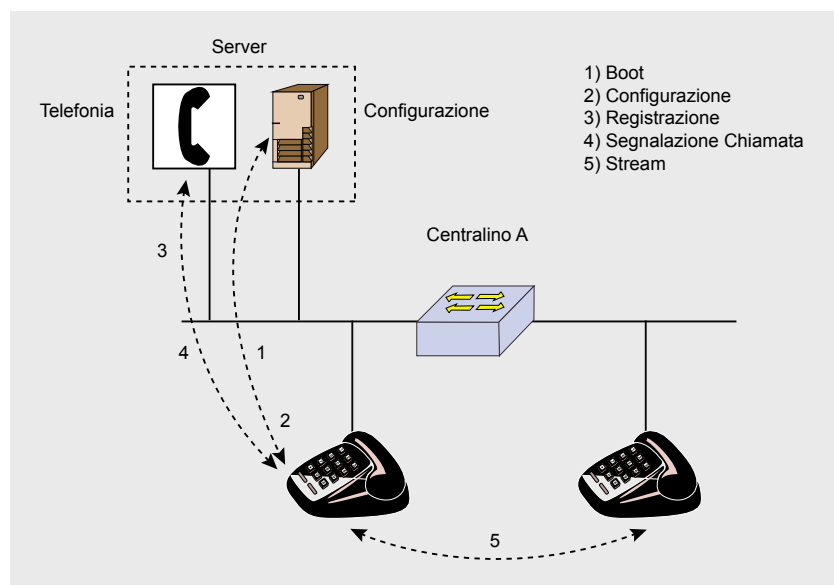 Server
Telefonia
Configurazione
1) Boot
2) Configurazione
3) Registrazione
4) Segnalazione Chiamata
5) Stream
Centralino A
3
4
1
2
5